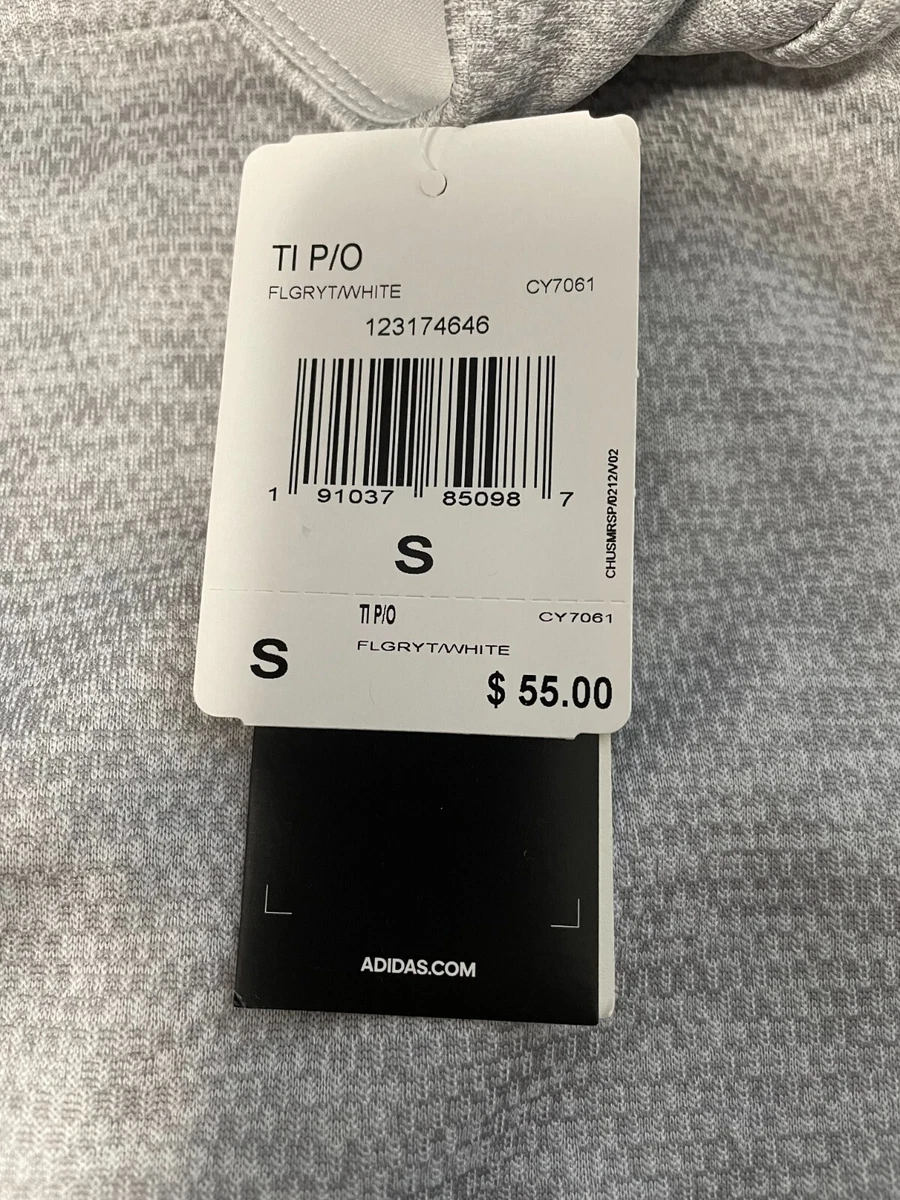 TI P/O
FLGRYT/WHITE CY7061
123174646
1 91037 85098 7
CHUSMRSP/0212/V02
S
TI P/O CY7061
FLGRYT/WHITE
S
$ 55.00
ADIDAS.COM